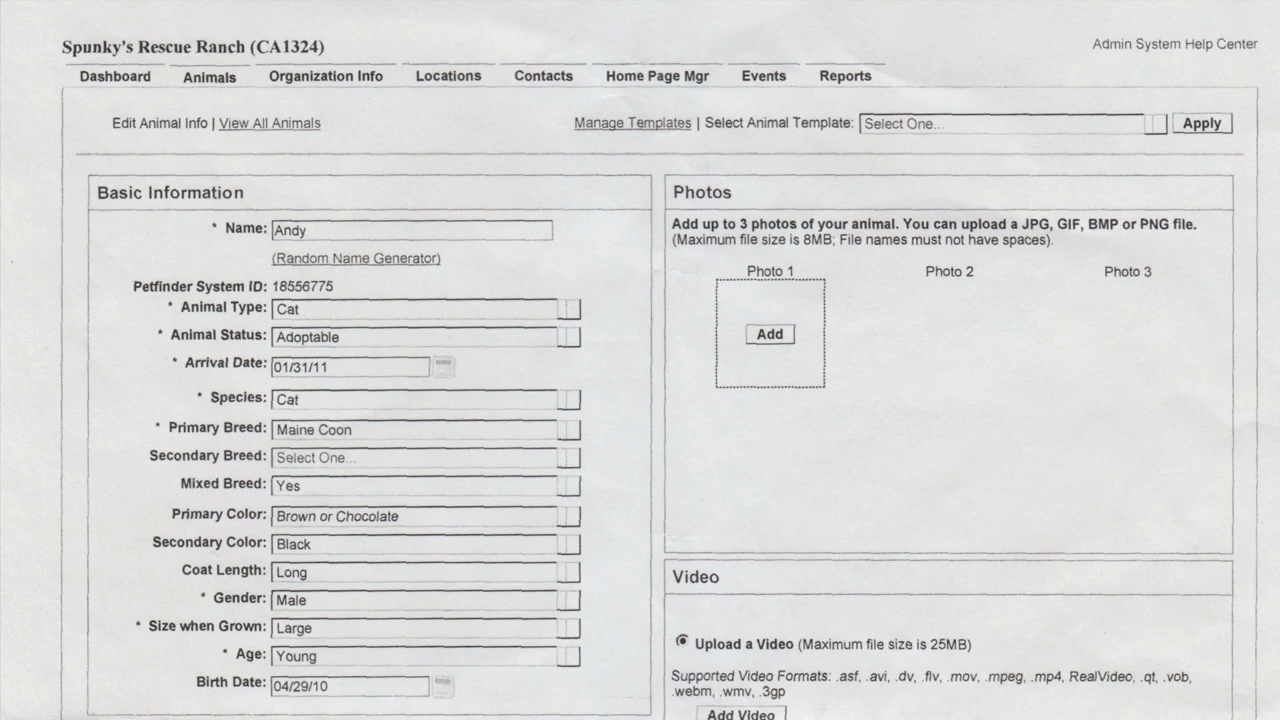 Spunky's Rescue Ranch (CA1324)
Admin System Help Center
Dashboard Animals Organization Info Locations Contacts Home Page Mgr Events Reports
Edit Animal Info | View All Animals
Manage Templates | Select Animal Template: Select One... Apply
Basic Information
* Name: Andy
(Random Name Generator)
Petfinder System ID: 18556775
* Animal Type: Cat
* Animal Status: Adoptable
* Arrival Date: 01/31/11
* Species: Cat
* Primary Breed: Maine Coon
Secondary Breed: Select One...
Mixed Breed: Yes
Primary Color: Brown or Chocolate
Secondary Color: Black
Coat Length: Long
* Gender: Male
* Size when Grown: Large
* Age: Young
Birth Date: 04/29/10
Photos
Add up to 3 photos of your animal. You can upload a JPG, GIF, BMP or PNG file.
(Maximum file size is 8MB; File names must not have spaces).
Photo 1 Photo 2 Photo 3
Add
Video
Upload a Video (Maximum file size is 25MB)
Supported Video Formats: .asf, .avi, .dv, .flv, .mov, .mpeg, .mp4, RealVideo, .qt, .vob,
.webm, .wmv, .3gp
Add Video